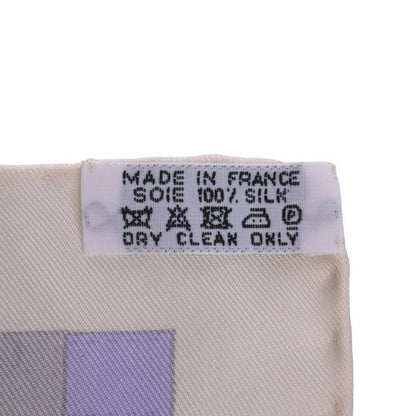 MADE IN FRANCE
SOIE 100% SILK
P
DRY CLEAN ONLY